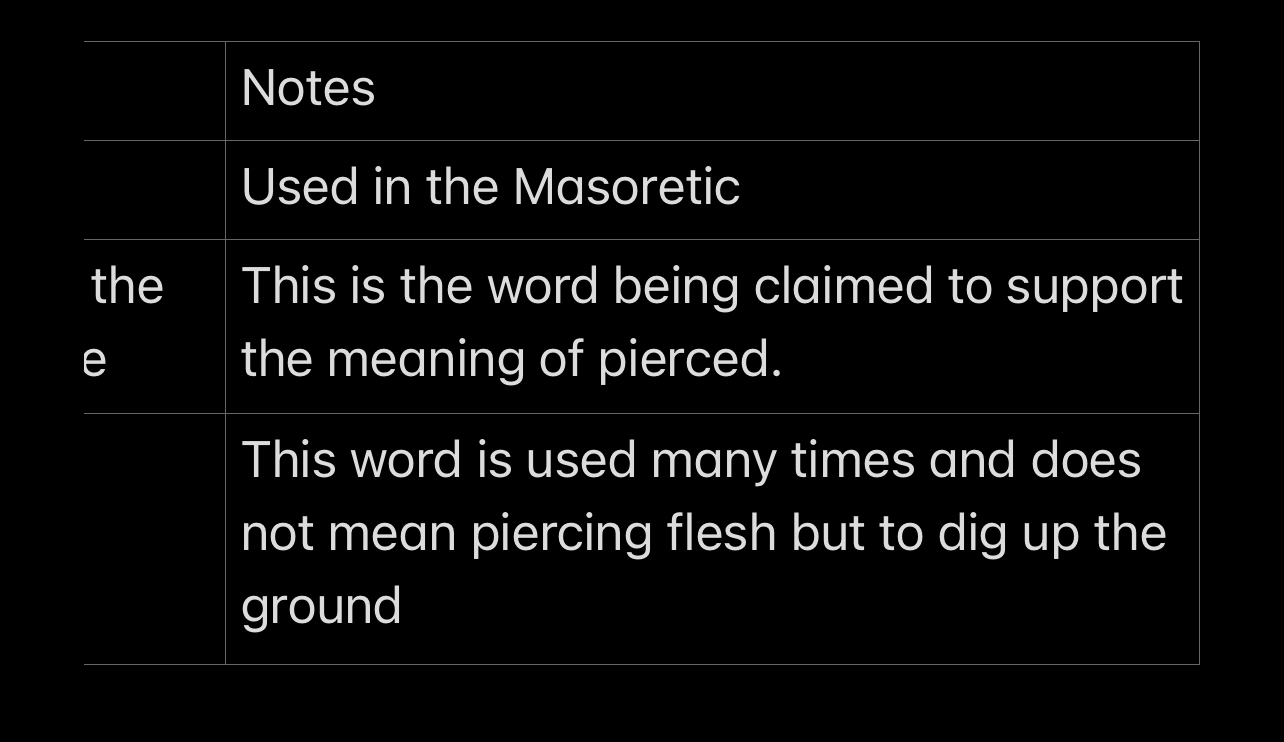 Notes
Used in the Masoretic
the
e
This is the word being claimed to support
the meaning of pierced.
This word is used many times and does
not mean piercing flesh but to dig up the
ground